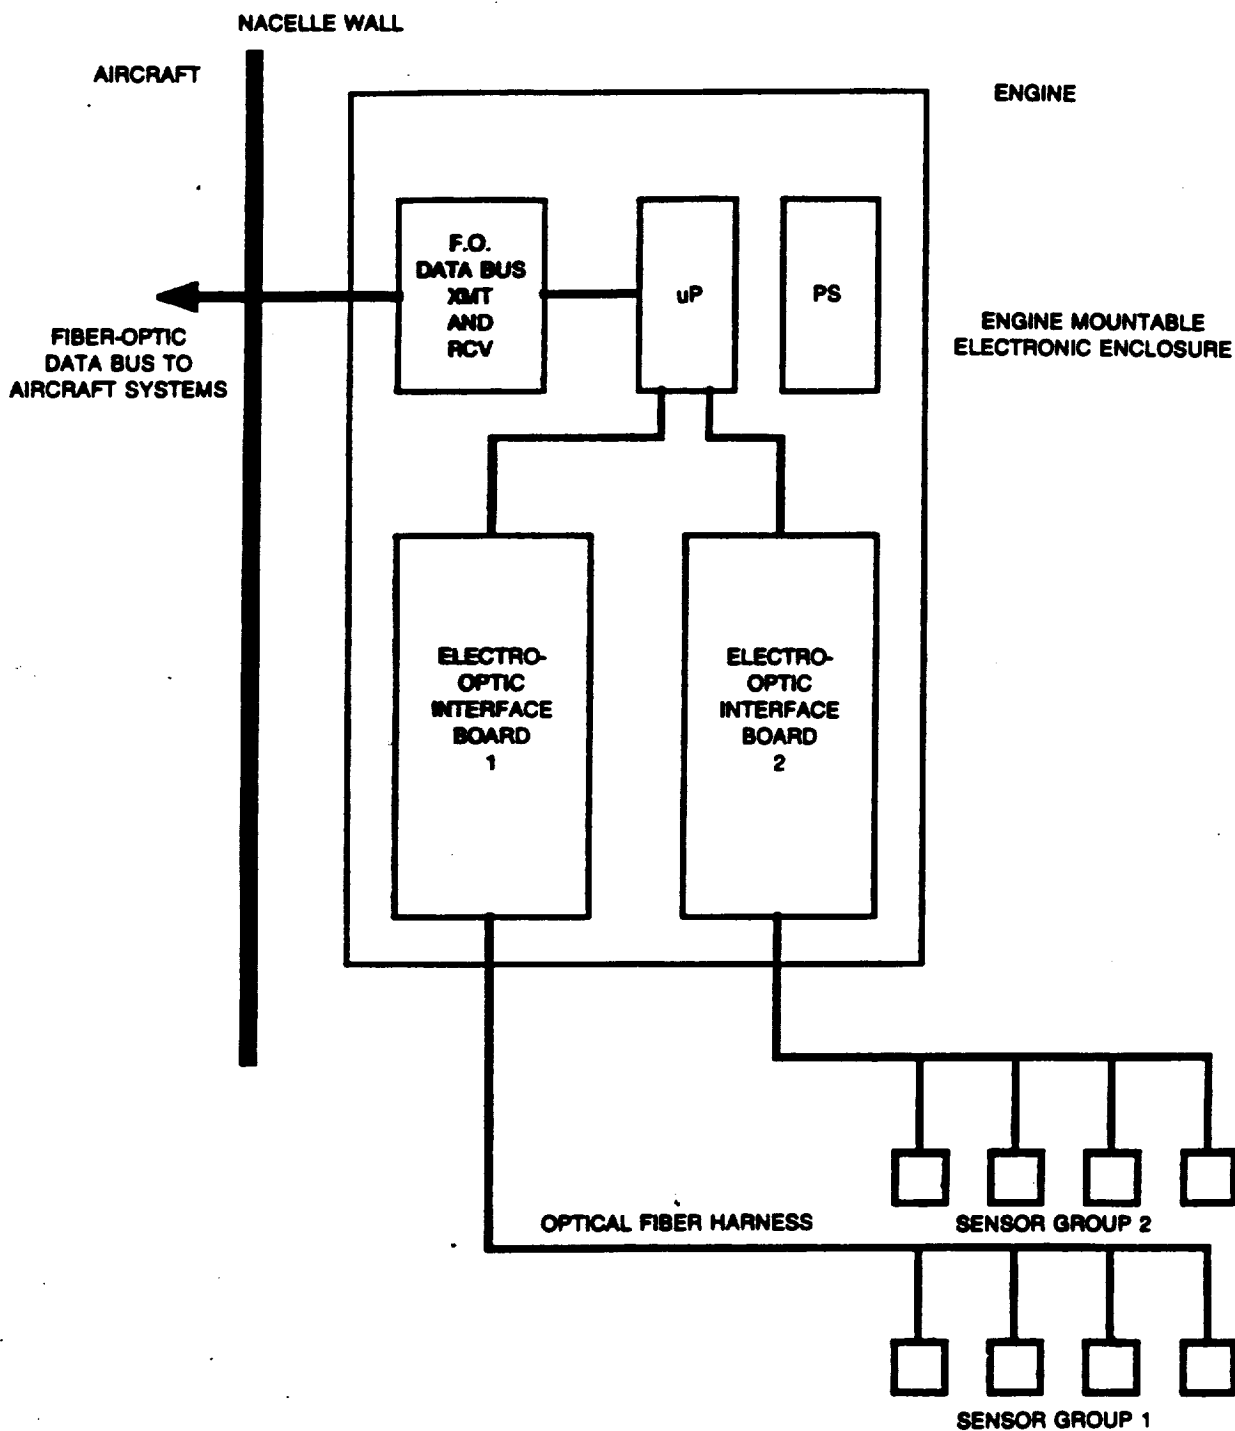 NACELLE WALL
AIRCRAFT
ENGINE
F.O.
DATA BUS
XMT
AND
RCV
uP
PS
FIBER-OPTIC
DATA BUS TO
AIRCRAFT SYSTEMS
ENGINE MOUNTABLE
ELECTRONIC ENCLOSURE
ELECTRO-
OPTIC
INTERFACE
BOARD
1
ELECTRO-
OPTIC
INTERFACE
BOARD
2
OPTICAL FIBER HARNESS
SENSOR GROUP 2
SENSOR GROUP 1